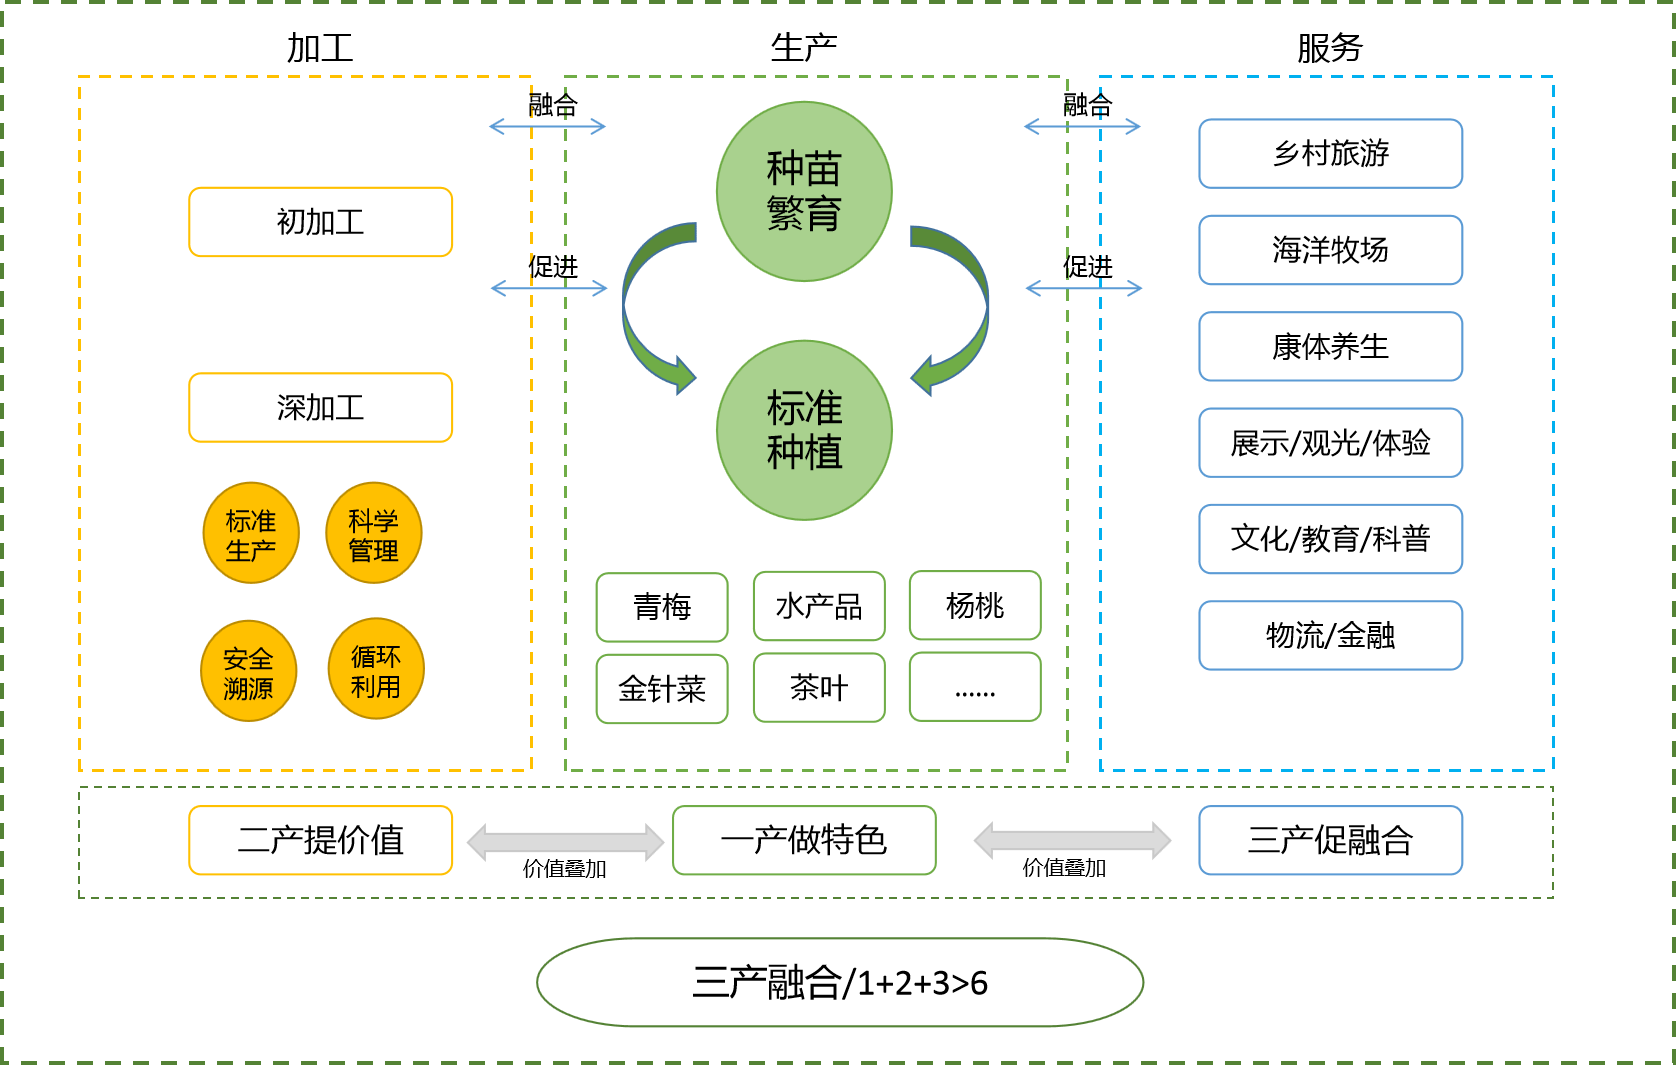 加工
生产
服务
融合
融合
促进
促进
初加工
深加工
标准
生产
科学
管理
安全
溯源
循环
利用
种苗
繁育
标准
种植
青梅
水产品
杨桃
金针菜
茶叶
......
乡村旅游
海洋牧场
康体养生
展示/观光/体验
文化/教育/科普
物流/金融
二产提价值
价值叠加
一产做特色
价值叠加
三产促融合
三产融合/1+2+3>6